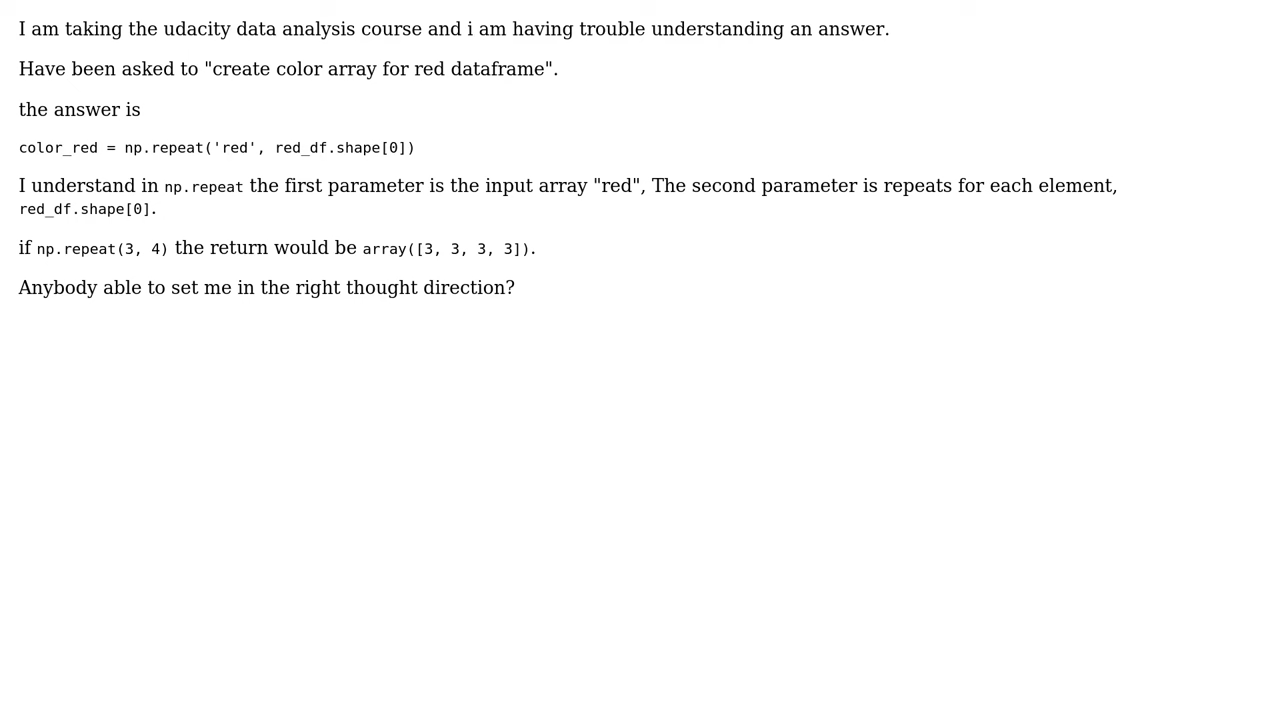 I am taking the udacity data analysis course and i am having trouble understanding an answer.
Have been asked to "create color array for red dataframe".
the answer is
color_red = np.repeat('red', red_df.shape[0])
I understand in np.repeat the first parameter is the input array "red", The second parameter is repeats for each element,
red_df.shape[0].
if np.repeat(3, 4) the return would be array([3, 3, 3, 3]).
Anybody able to set me in the right thought direction?